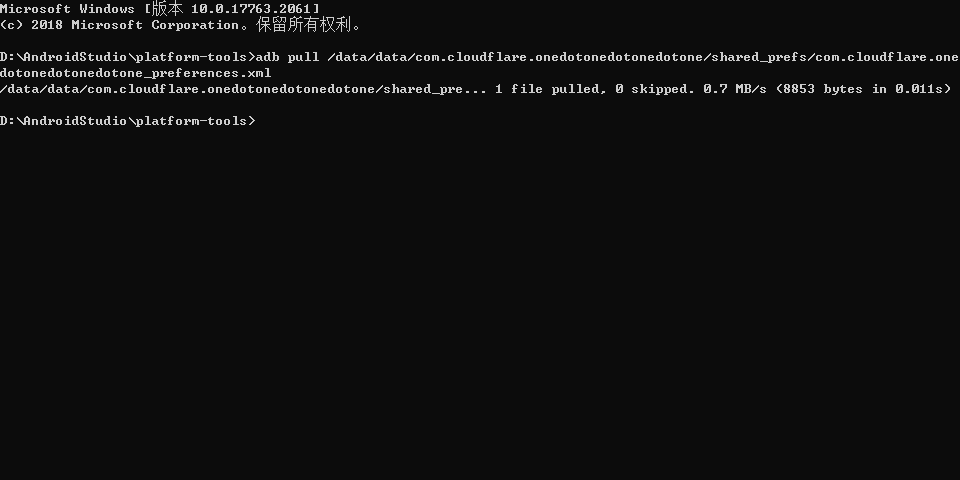 Microsoft Windows [版本 10.0.17763.2061]
(c) 2018 Microsoft Corporation。保留所有权利。
D:\AndroidStudio\platform-tools>adb pull /data/data/com.cloudflare.onedotonedotonedotone/shared_prefs/com.cloudflare.one
dotonedotonedotone_preferences.xml
/data/data/com.cloudflare.onedotonedotonedotone/shared_pre... 1 file pulled, 0 skipped. 0.7 MB/s (8853 bytes in 0.011s)
D:\AndroidStudio\platform-tools>